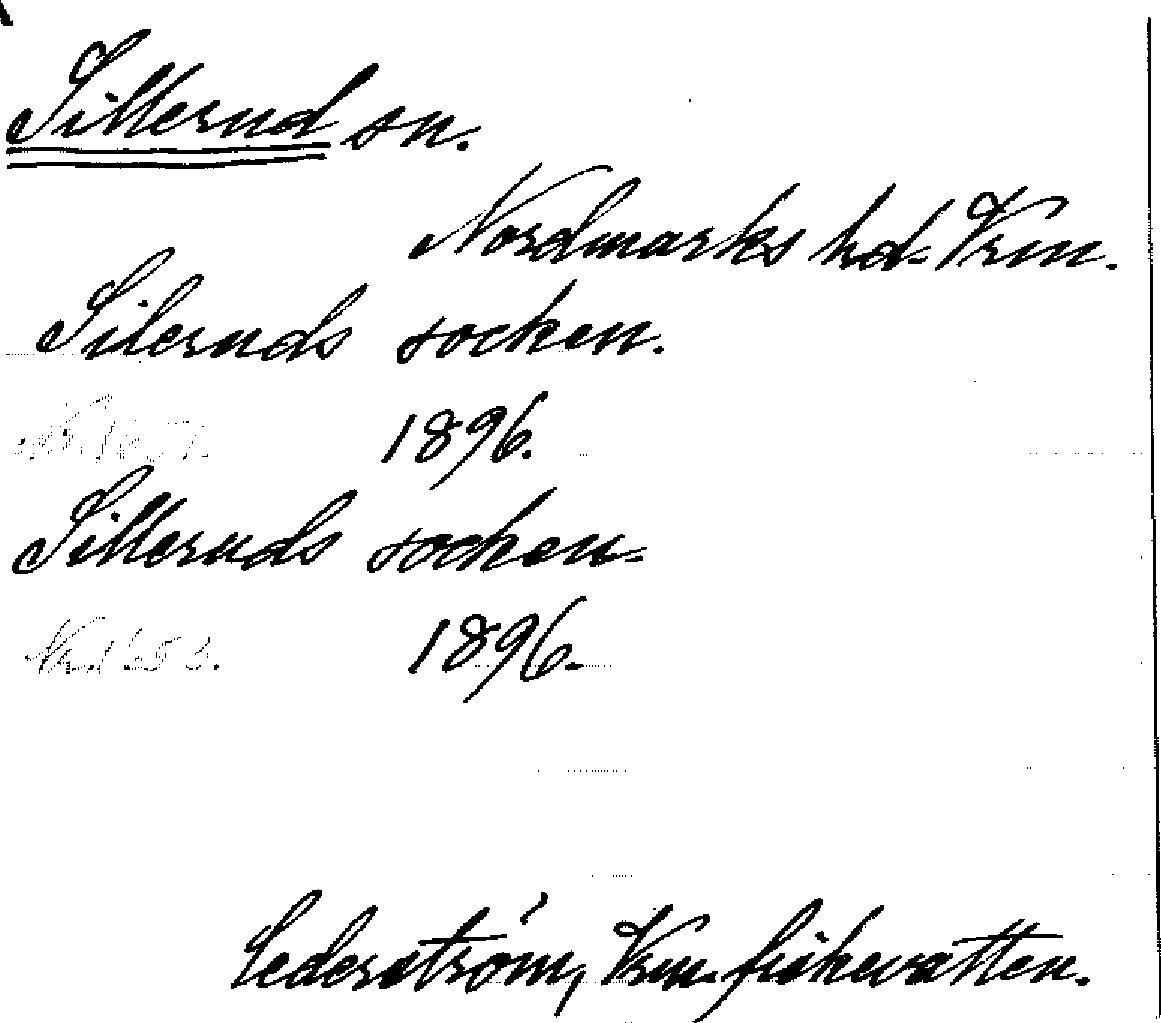 Sillerud sn.
Nordmarks hd. Vrm.
Sileruds socken.
1896.
Silleruds socken.
1896.
Cederström, Vrm. fiskevatten.